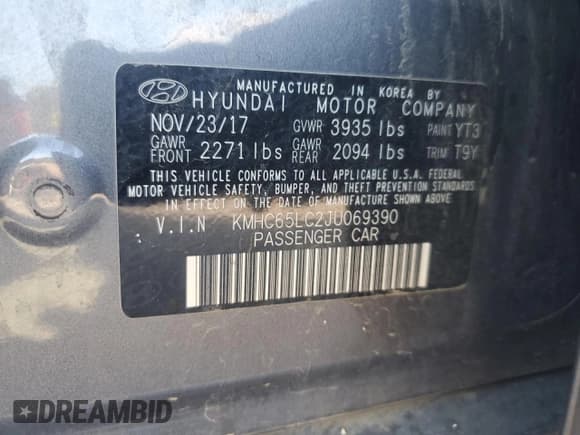 MANUFACTURED IN KOREA BY
HYUNDAI MOTOR COMPANY
NOV/23/17 GVWR 3935 lbs PAINT YT3
GAWR FRONT 2271 lbs GAWR REAR 2094 lbs TRIM T9Y
THIS VEHICLE CONFORMS TO ALL APPLICABLE U.S.A. FEDERAL
MOTOR VEHICLE SAFETY, BUMPER, AND THEFT PREVENTION STANDARDS
IN EFFECT ON THE DATE OF MANUFACTURE SHOWN ABOVE.
V.I.N KMHC65LC2JU069390
PASSENGER CAR
DREAMBID